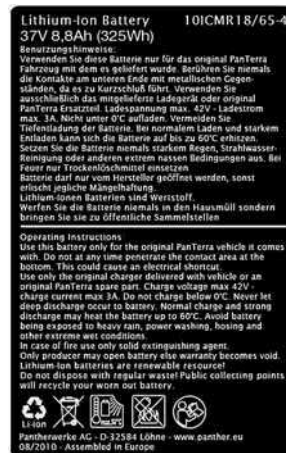 Lithium-Ion Battery 10ICMR18/65-4
37V 8,8Ah (325Wh)
Benutzungshinweise:
Verwenden Sie diese Batterie nur für das original PanTerra
Fahrzeug mit dem es geliefert wurde. Berühren Sie niemals
die Kontakte am unteren Ende mit metallischen Gegen-
ständen, da es zu Kurzschluß führt. Verwenden Sie
ausschließlich das mitgelieferte Ladegerät oder original
PanTerra Ersatzteil. Ladespannung max. 42V - Ladestrom
max. 3A. Nicht unter 0°C aufladen. Vermeiden Sie
Tiefentladung der Batterie. Bei normalem Laden und starkem
Entladen kann sich die Batterie auf bis zu 60°C erhitzen.
Setzen Sie die Batterie niemals starkem Regen, Strahlwasser-
Reinigung oder anderen extrem nassen Bedingungen aus. Bei
Feuer nur Trockenlöschmittel einsetzen
Batterie darf nur vom Hersteller geöffnet werden, sonst
erlischt jegliche Mängelhaftung.
Lithium-Ionen Batterien sind Wertstoff.
Werfen Sie die Batterie niemals in den Hausmüll sondern
bringen Sie sie zu öffentliche Sammelstellen
Operating Instructions
Use this battery only for the original PanTerra vehicle it comes
with. Do not at any time penetrate the contact area at the
bottom. This could cause an electrical shortcut.
Use only the original charger delivered with vehicle or an
original PanTerra spare part. Charge voltage max 42V -
charge current max 3A. Do not charge below 0°C. Never let
deep discharge occur to battery. Normal charge and strong
discharge may heat the battery up to 60°C. Avoid battery
being exposed to heavy rain, power washing, hosing and
other extreme wet conditions.
In case of fire use only solid extinguishing agent.
Only producer may open battery else warranty becomes void.
Lithium-Ion batteries are renewable resource!
Do not dispose with regular waste! Public collecting points
will recycle your worn out battery.
Li-ion
Pantherwerke AG - D-32584 Löhne - www.panther.eu
08/2010 - Assembled in Europe